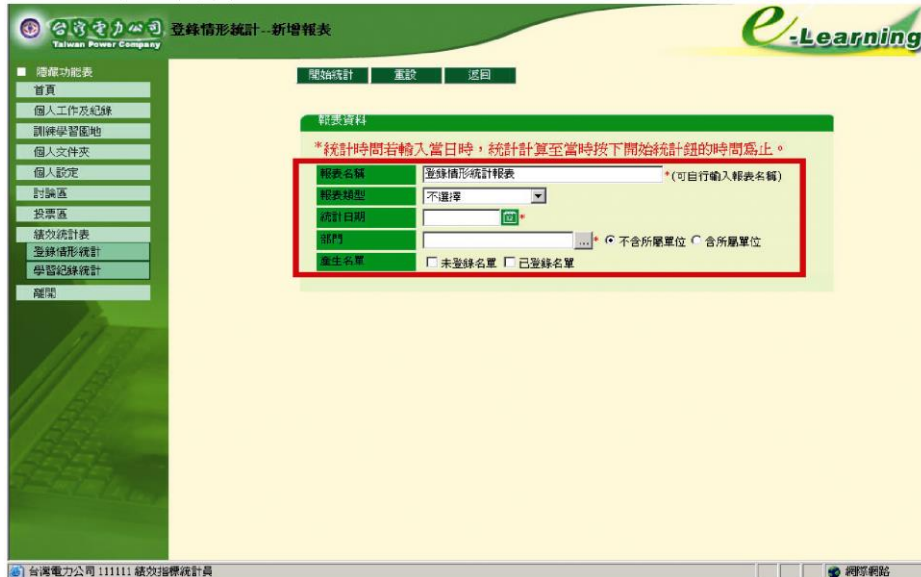 台灣電力公司 登錄情形統計--新增報表
Taiwan Power Company
e-Learning
隱藏功能表
首頁
個人工作及紀錄
訓練學習園地
個人文件夾
個人設定
討論區
投票區
績效統計表
登錄情形統計
學習紀錄統計
離開
開始統計 重設 返回
報表資料
*統計時間若輸入當日時，統計計算至當時按下開始統計鈕的時間為止。
報表名稱 登錄情形統計報表 *(可自行輸入報表名稱)
報表類型 不選擇
統計日期 *
部門 ... * 不含所屬單位 含所屬單位
產生名單 未登錄名單 已登錄名單
台灣電力公司 111111 績效指標統計員 網際網路